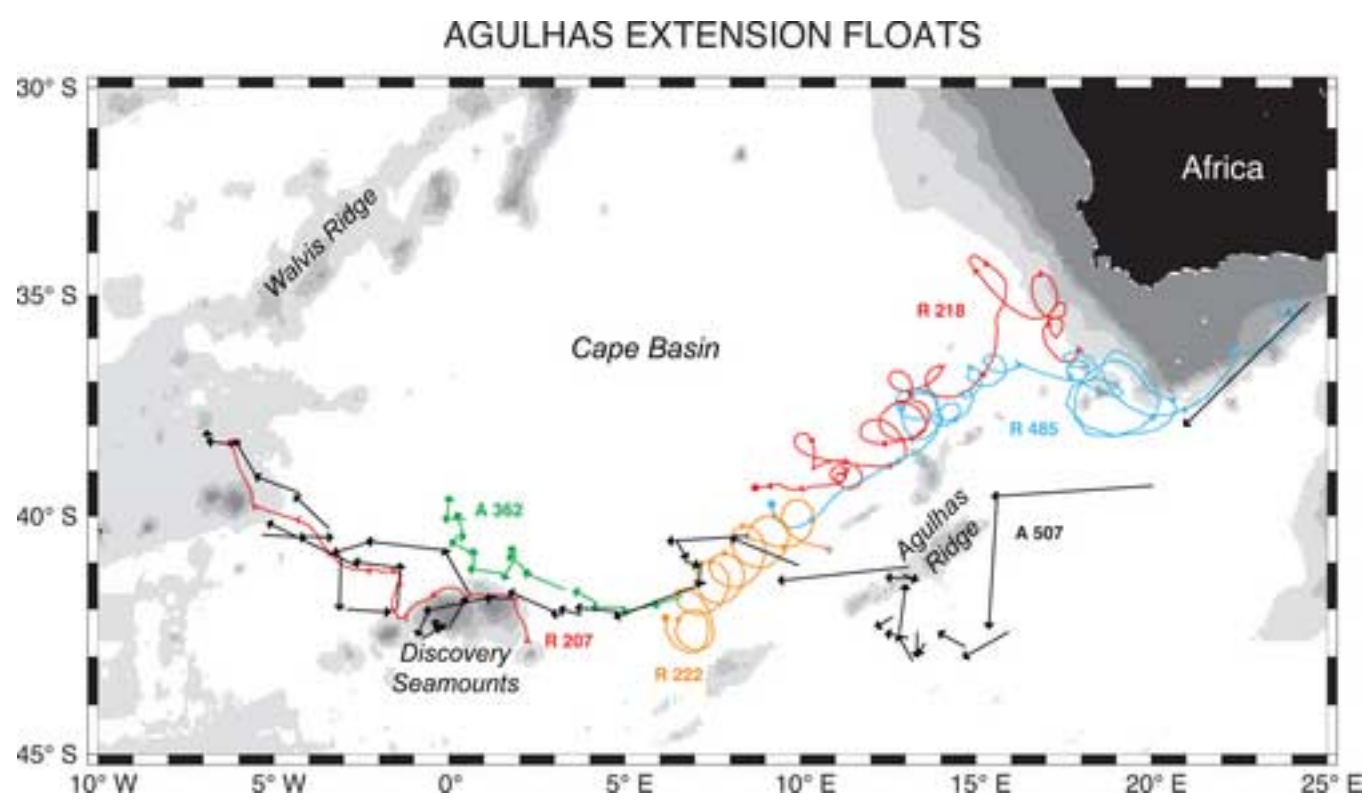 AGULHAS EXTENSION FLOATS
30° S
Africa
Walvis Ridge
35° S
R 218
Cape Basin
R 485
40° S
A 362
Agulhas
Ridge
A 507
R 207
Discovery
Seamounts
R 222
45° S
10° W 5° W 0° 5° E 10° E 15° E 20° E 25° E